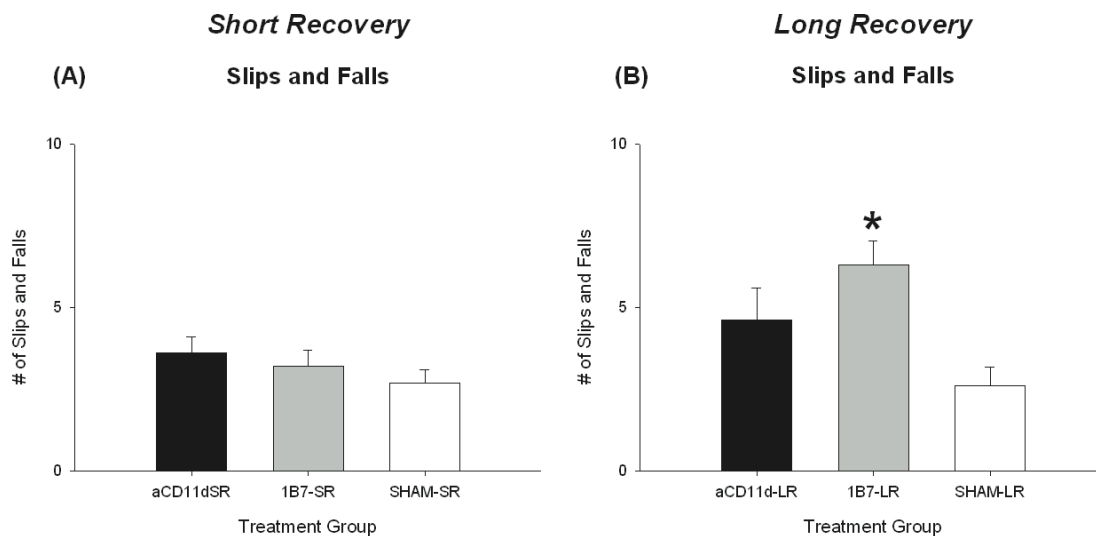 Short Recovery
(A) Slips and Falls
10
5
0
# of Slips and Falls
aCD11dSR 1B7-SR SHAM-SR
Treatment Group
Long Recovery
(B) Slips and Falls
10
5
0
# of Slips and Falls
*
aCD11d-LR 1B7-LR SHAM-LR
Treatment Group